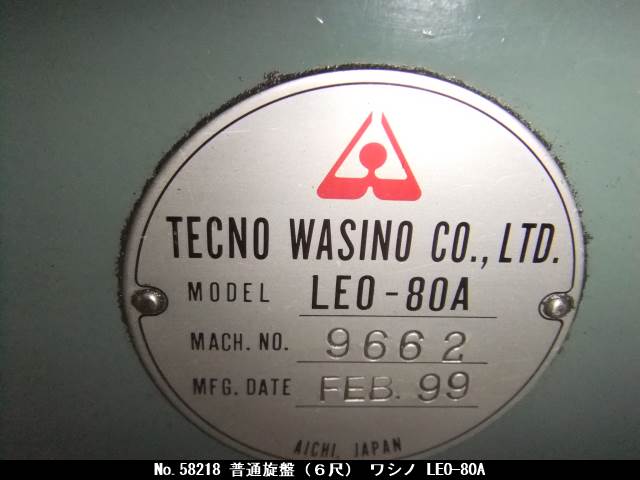 TECNO WASINO CO., LTD.
MODEL LEO-80A
MACH. NO. 9662
MFG. DATE FEB. 99
AICHI, JAPAN
No.58218 普通旋盤（６尺） ワシノ LEO-80A